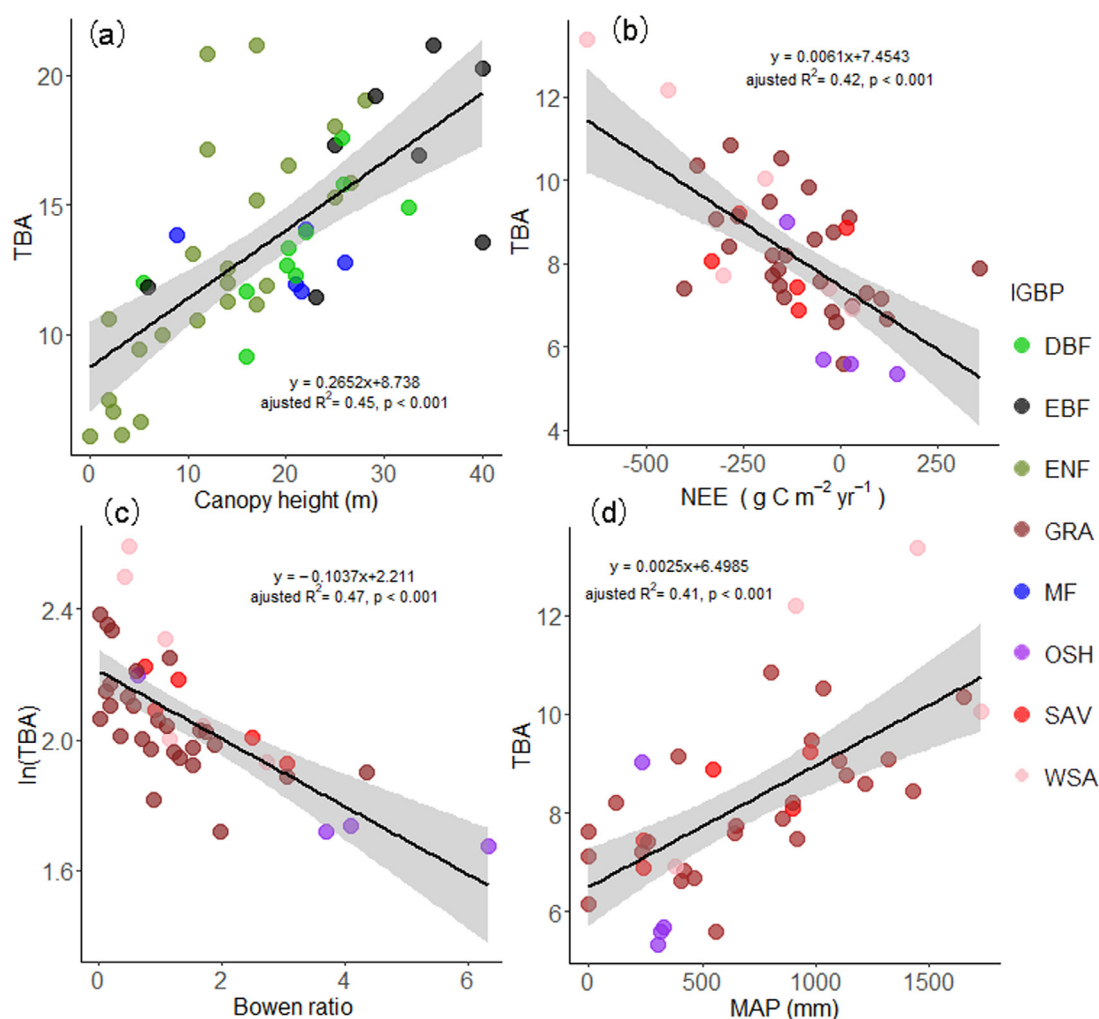 (a)
TBA
20
15
10
y = 0.2652x+8.738
ajusted R²= 0.45, p < 0.001
0 10 20 30 40
Canopy height (m)
(b)
TBA
12
10
8
6
4
y = 0.0061x+7.4543
ajusted R²= 0.42, p < 0.001
-500 -250 0 250
NEE ( g C m⁻² yr⁻¹ )
(c)
ln(TBA)
2.4
2.0
1.6
y = −0.1037x+2.211
ajusted R²= 0.47, p < 0.001
0 2 4 6
Bowen ratio
(d)
TBA
12
10
8
6
y = 0.0025x+6.4985
ajusted R²= 0.41, p < 0.001
0 500 1000 1500
MAP (mm)
IGBP
DBF
EBF
ENF
GRA
MF
OSH
SAV
WSA